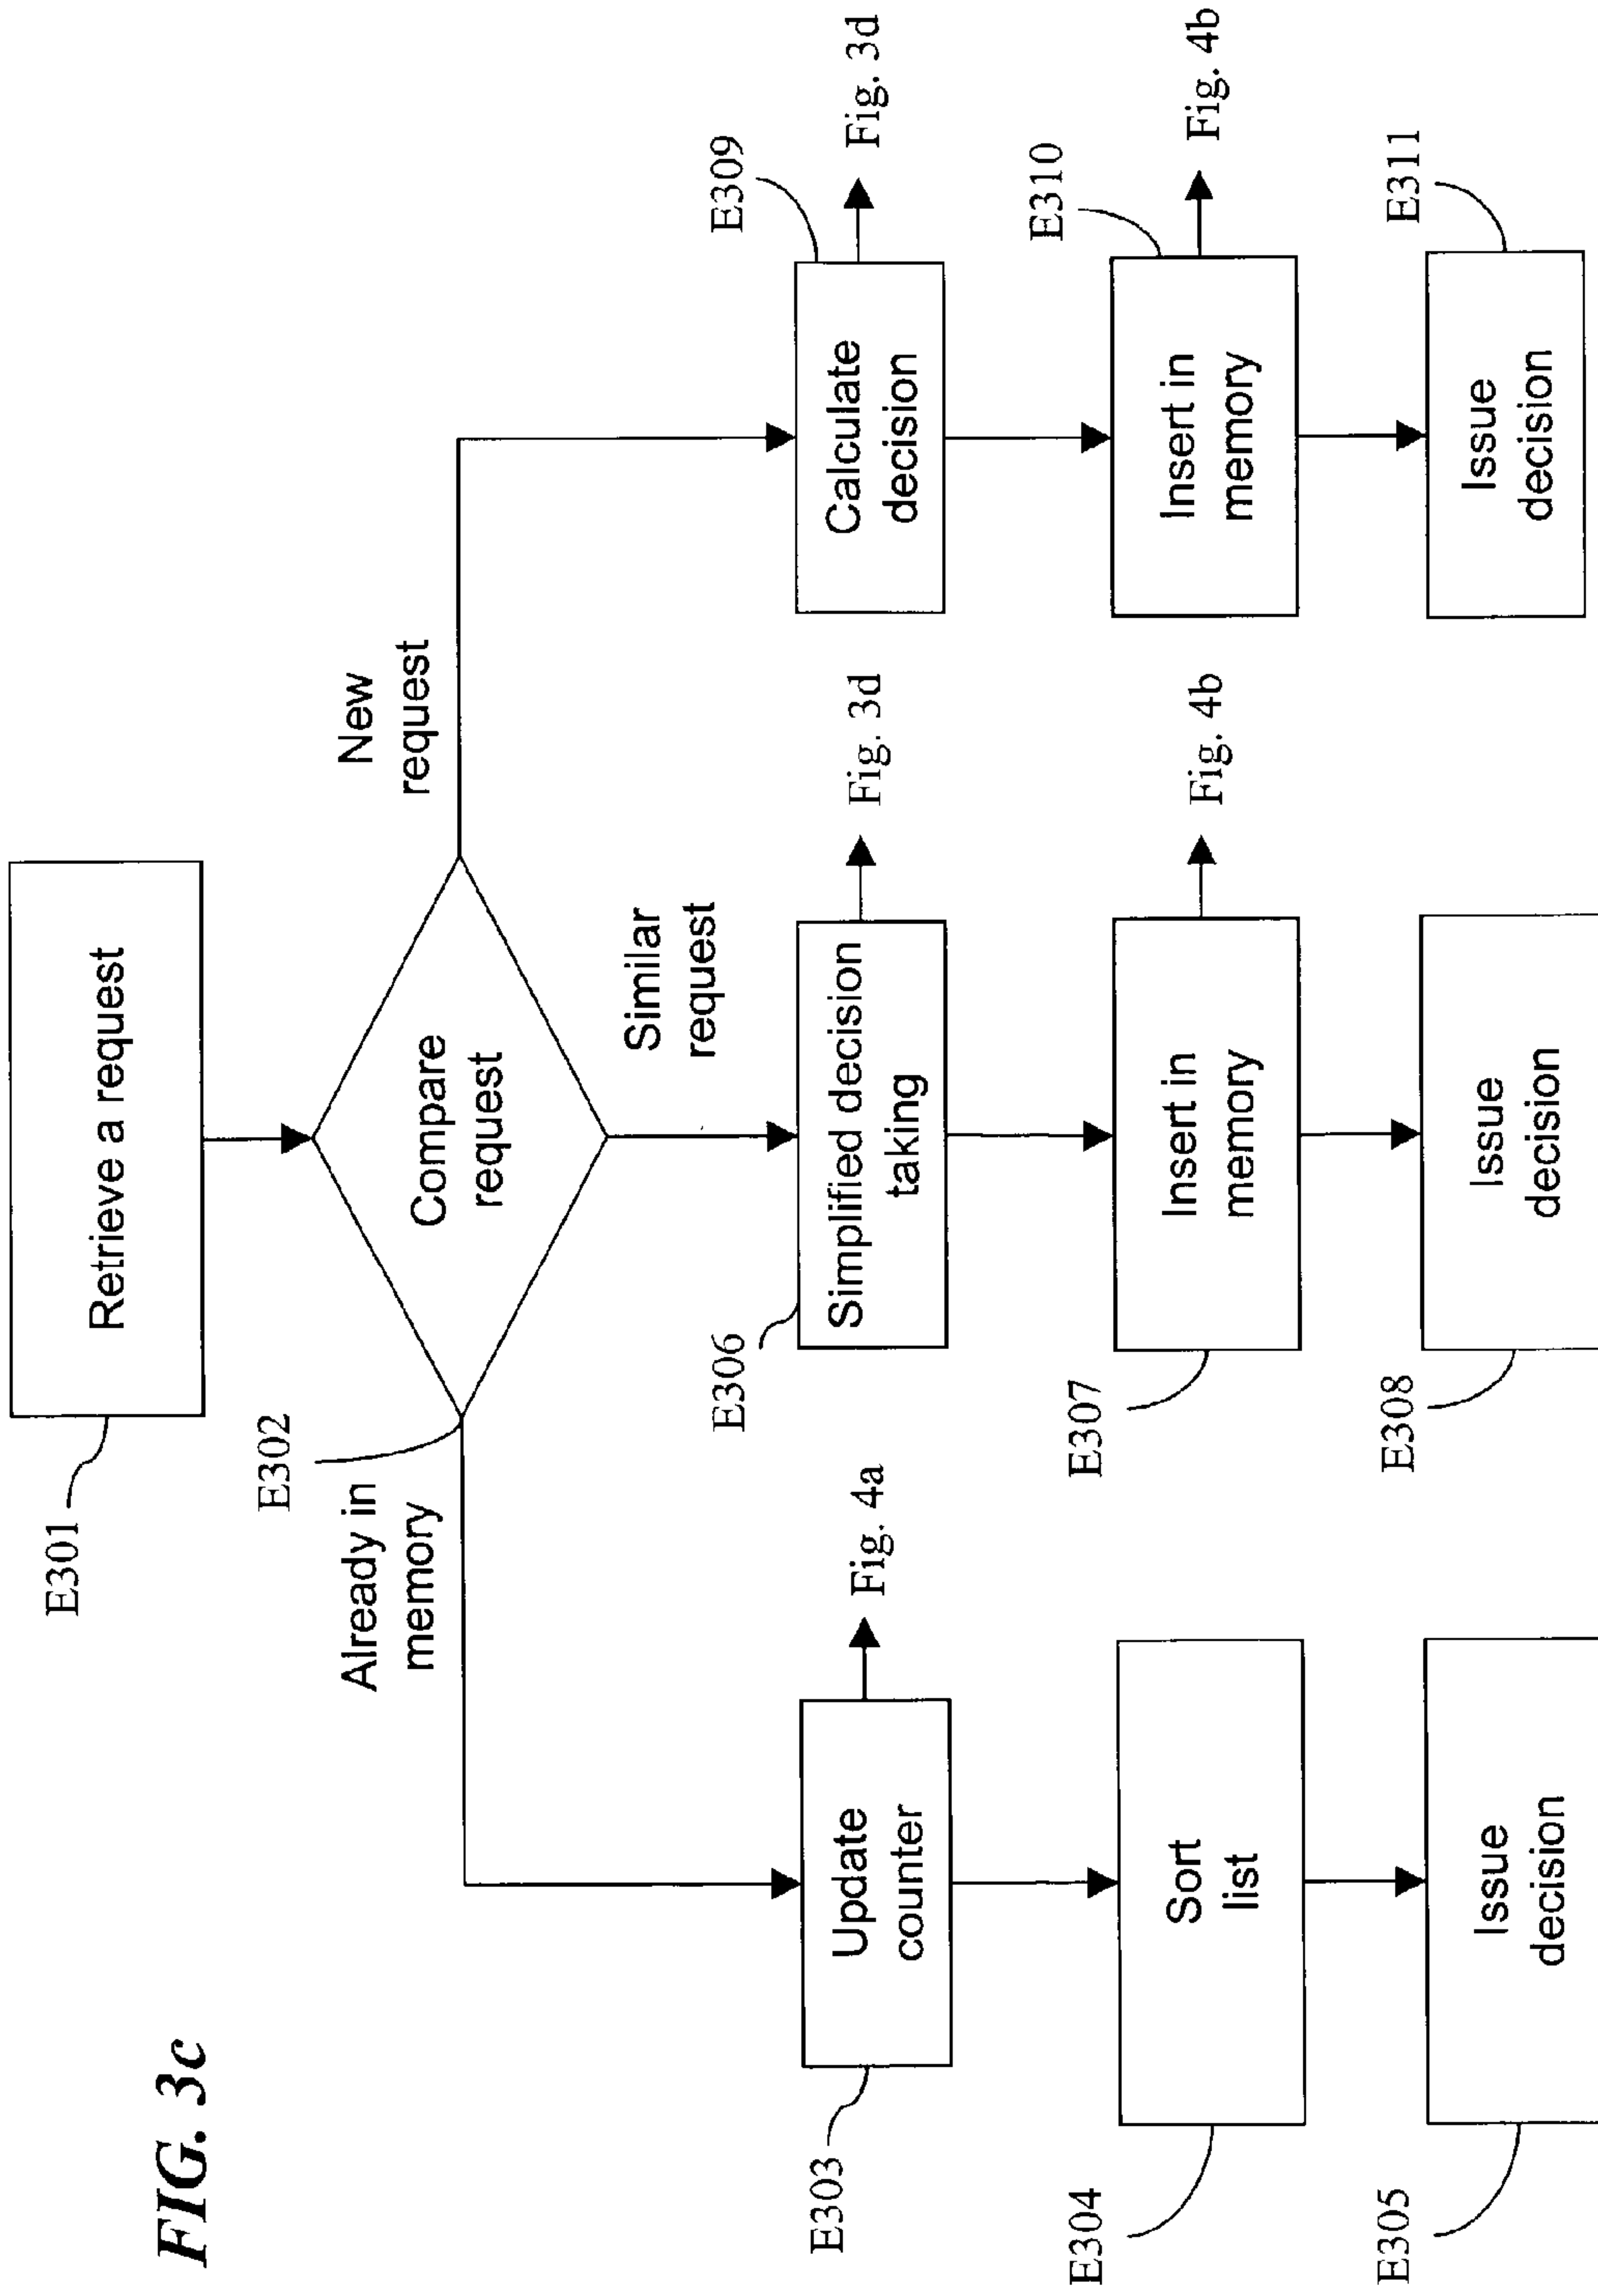 FIG. 3c
E301
Retrieve a request
E302
Compare
request
Already in
memory
Similar
request
New
request
E303
Update
counter
Fig. 4a
E306
Simplified decision
taking
Fig. 3d
E309
Calculate
decision
Fig. 3d
E304
Sort
list
E307
Insert in
memory
Fig. 4b
E310
Insert in
memory
Fig. 4b
E305
Issue
decision
E308
Issue
decision
E311
Issue
decision